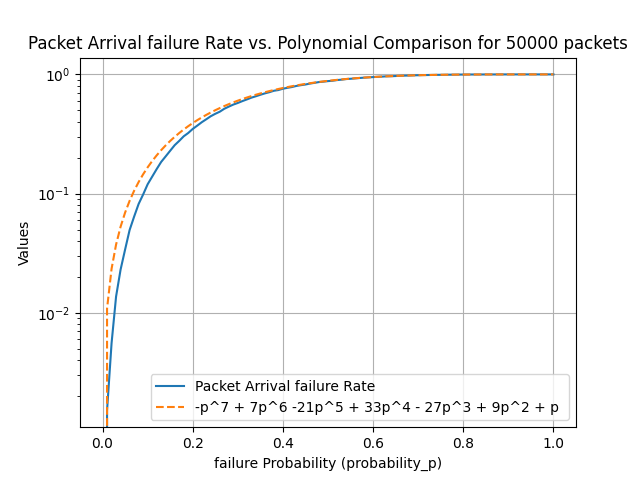 Packet Arrival failure Rate vs. Polynomial Comparison for 50000 packets
10^0
10^-1
10^-2
Values
Packet Arrival failure Rate
-p^7 + 7p^6 -21p^5 + 33p^4 - 27p^3 + 9p^2 + p
0.0 0.2 0.4 0.6 0.8 1.0
failure Probability (probability_p)